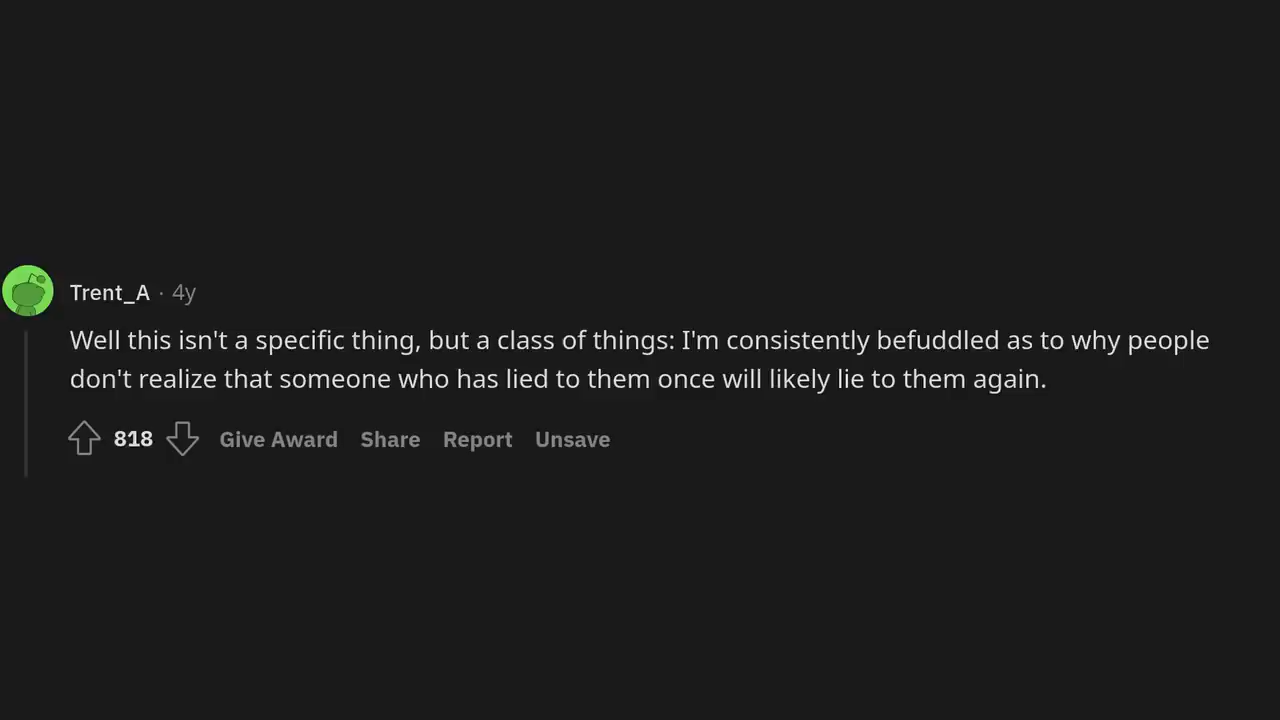 Trent_A · 4y
Well this isn't a specific thing, but a class of things: I'm consistently befuddled as to why people
don't realize that someone who has lied to them once will likely lie to them again.
818 Give Award Share Report Unsave